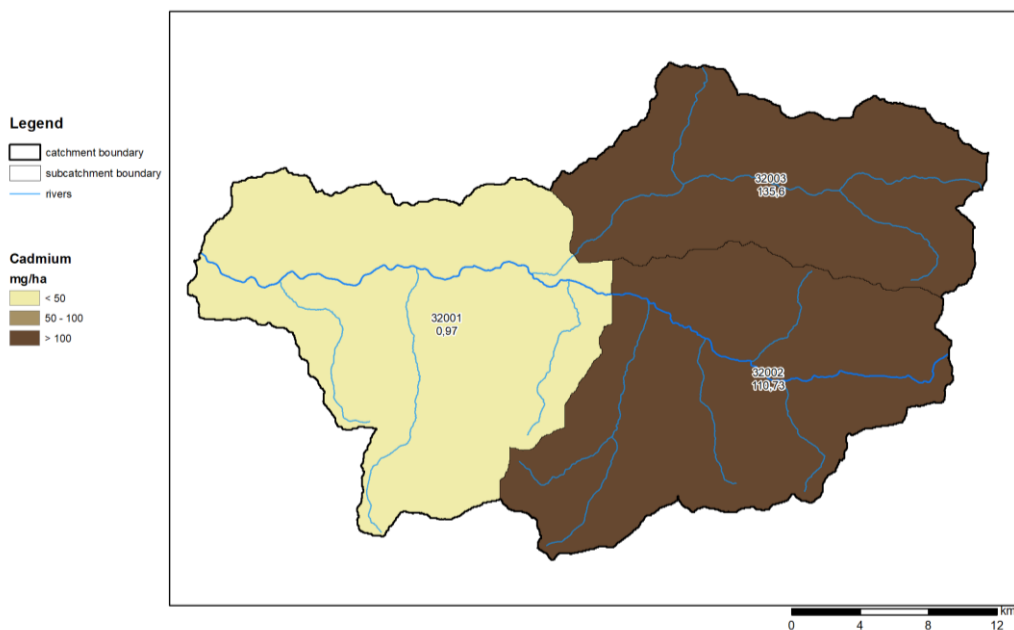 Legend
catchment boundary
subcatchment boundary
rivers
Cadmium
mg/ha
< 50
50 - 100
> 100
32003
135,6
32001
0,97
32002
110,73
km
0 4 8 12